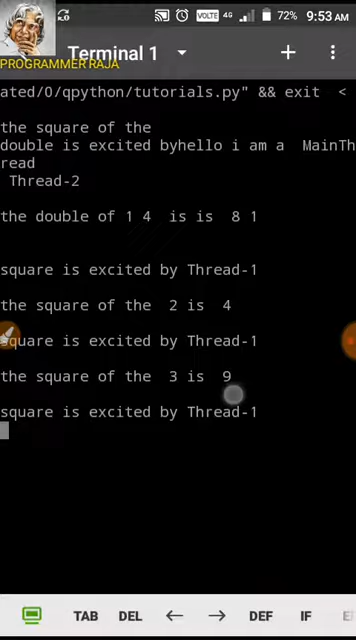 VOLTE 4G 72% 9:53 AM
Terminal 1
PROGRAMMER RAJA
ated/0/qpython/tutorials.py" && exit <
the square of the
double is excited byhello i am a MainTh
read
Thread-2
the double of 1 4 is is 8 1
square is excited by Thread-1
the square of the 2 is 4
square is excited by Thread-1
the square of the 3 is 9
square is excited by Thread-1
TAB DEL ← → DEF IF